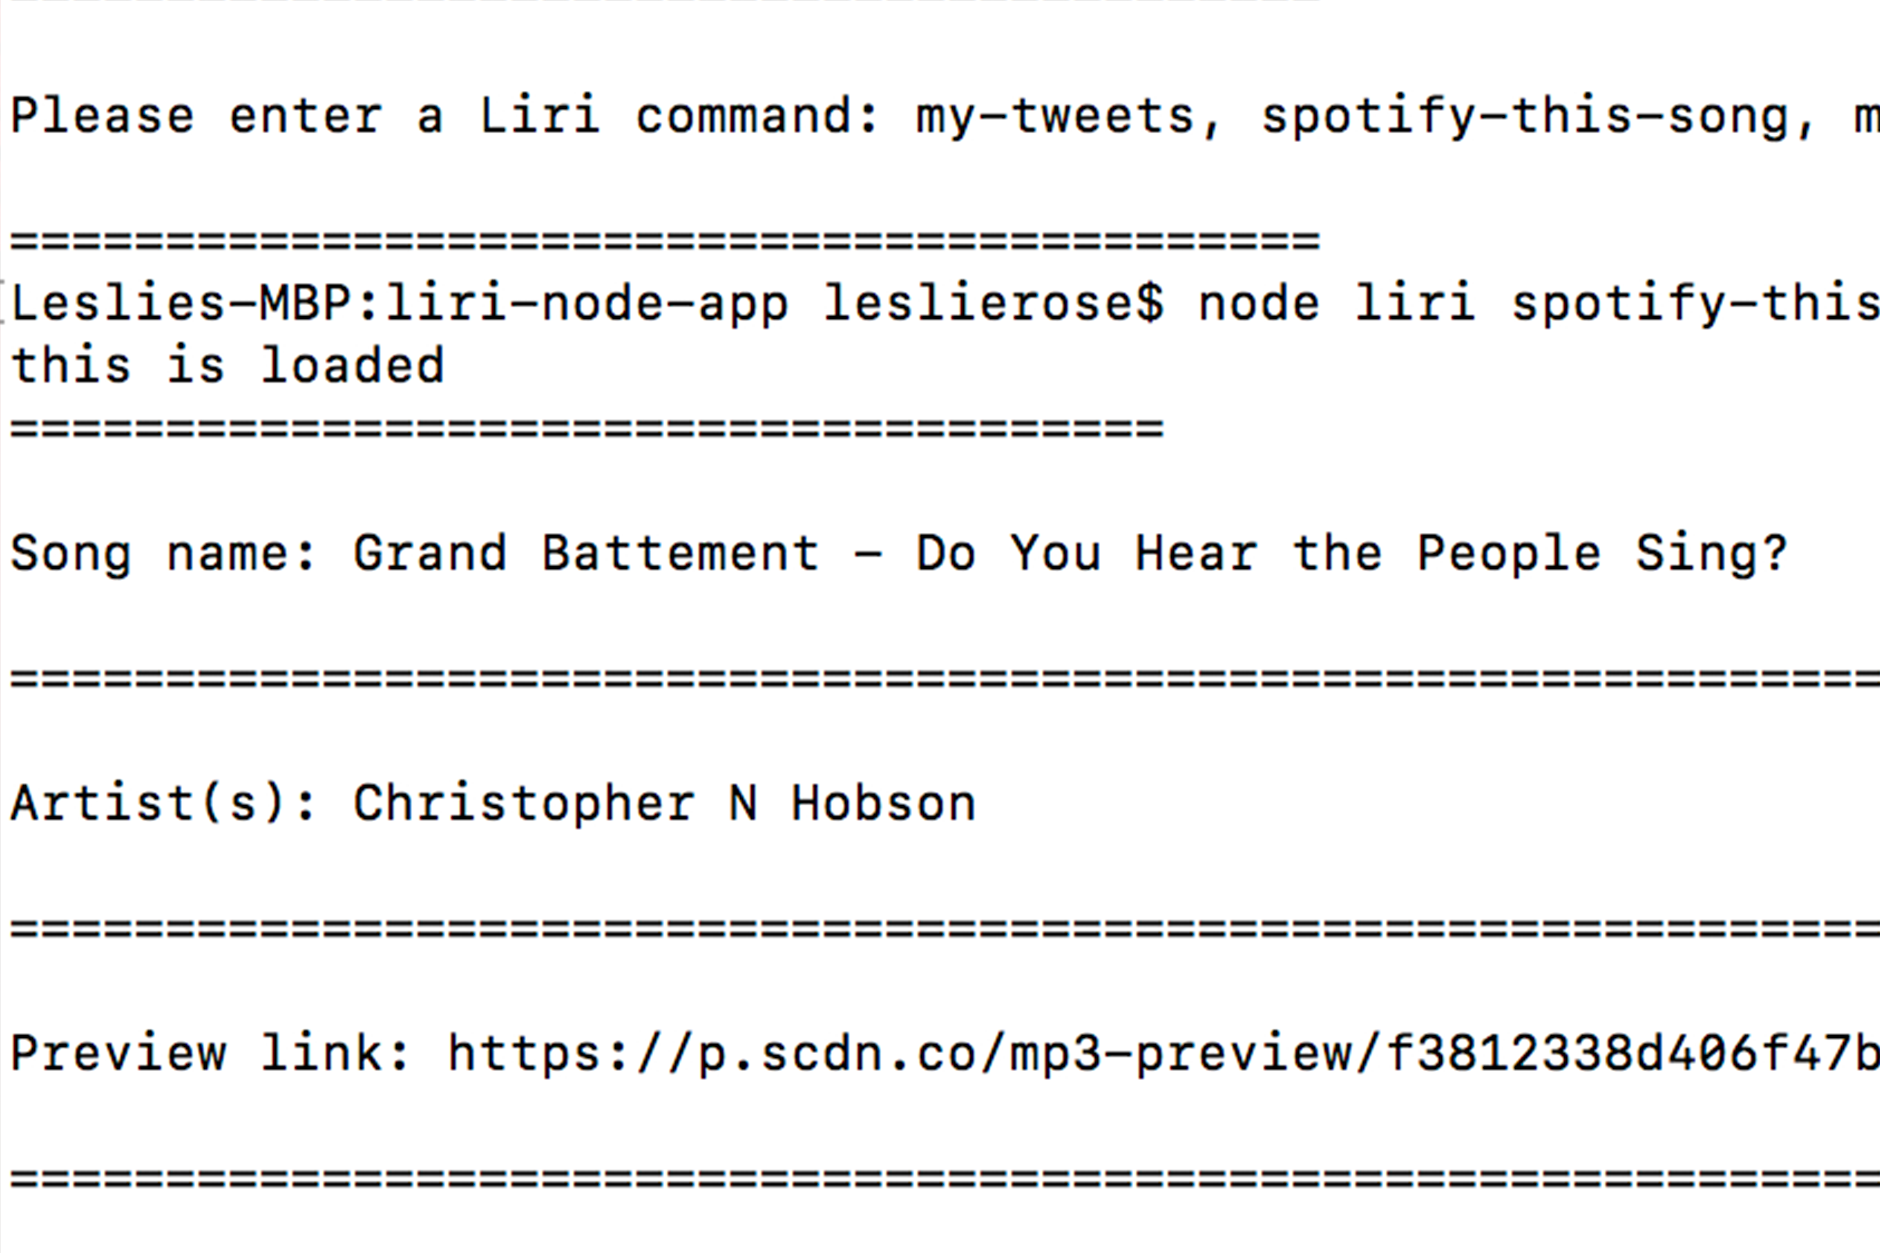 Please enter a Liri command: my-tweets, spotify-this-song, m
==========================================
Leslies-MBP:liri-node-app leslierose$ node liri spotify-this
this is loaded
=====================================
Song name: Grand Battement - Do You Hear the People Sing?
============================================================
Artist(s): Christopher N Hobson
============================================================
Preview link: https://p.scdn.co/mp3-preview/f3812338d406f47b
============================================================